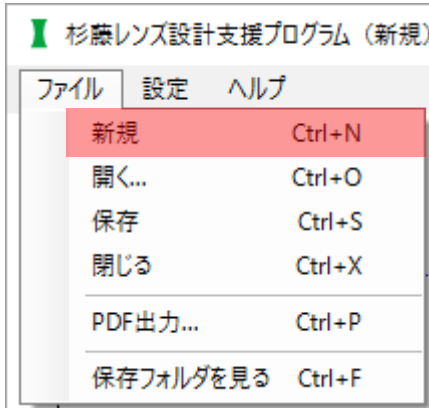 杉藤レンズ設計支援プログラム（新規）
ファイル 設定 ヘルプ
新規 Ctrl+N
開く... Ctrl+O
保存 Ctrl+S
閉じる Ctrl+X
PDF出力... Ctrl+P
保存フォルダを見る Ctrl+F